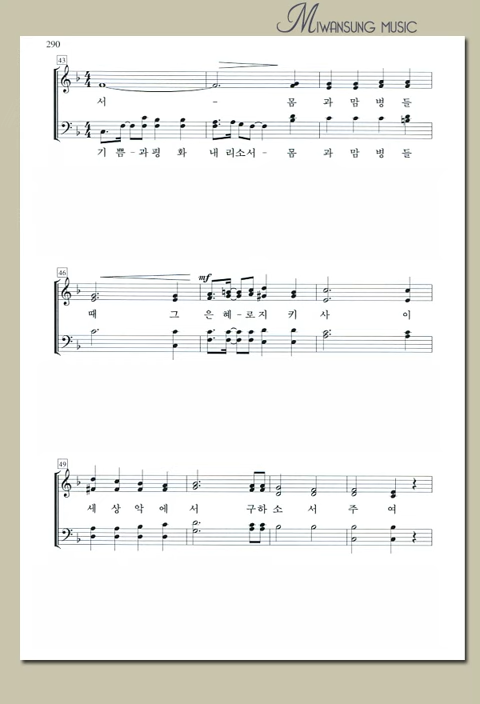 MIWANSUNG MUSIC
290
43
서 - 몸 과 맘 병 들
기 쁨 - 과 평 화 내 리 소 서 - 몸 과 맘 병 들
46
mf
때 그 은 혜 - 로 지 키 사 이
49
세 상 악 에 서 구 하 소 서 주 여